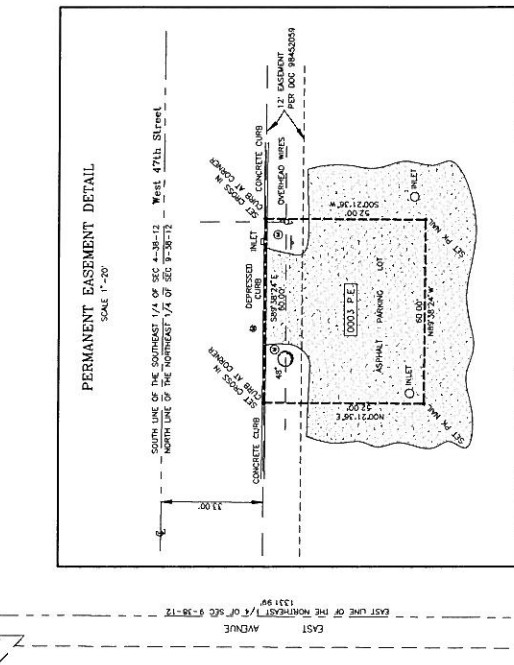 PERMANENT EASEMENT DETAIL
SCALE 1"=20'
SOUTH LINE OF THE SOUTHEAST 1/4 OF SEC 4-38-12
West 47th Street
NORTH LINE OF THE NORTHEAST 1/4 OF SEC 9-38-12
33.00'
12' EASEMENT
PER DOC 98452059
SET CROSS IN
CURB AT CORNER
CONCRETE CURB
OVERHEAD WIRES
INLET
DEPRESSED
CURB
S89°38'24"E
60.00'
SET CROSS IN
CURB AT CORNER
CONCRETE CURB
48"
S00°21'36"W
52.00'
INLET
0003 P.E.
ASPHALT PARKING LOT
60.00'
N89°38'24"W
N00°21'36"E
52.00'
INLET
SET PK NAIL
SET PK NAIL
EAST LINE OF THE NORTHEAST 1/4 OF SEC 9-38-12
EAST AVENUE